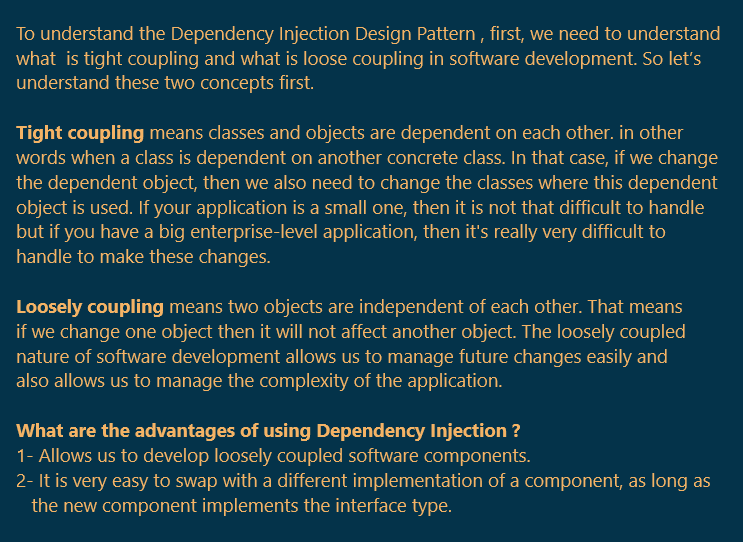 To understand the Dependency Injection Design Pattern , first, we need to understand
what  is tight coupling and what is loose coupling in software development. So let’s
understand these two concepts first.
Tight coupling means classes and objects are dependent on each other. in other
words when a class is dependent on another concrete class. In that case, if we change
the dependent object, then we also need to change the classes where this dependent
object is used. If your application is a small one, then it is not that difficult to handle
but if you have a big enterprise-level application, then it's really very difficult to
handle to make these changes.
Loosely coupling means two objects are independent of each other. That means
if we change one object then it will not affect another object. The loosely coupled
nature of software development allows us to manage future changes easily and
also allows us to manage the complexity of the application.
What are the advantages of using Dependency Injection ?
1- Allows us to develop loosely coupled software components.
2- It is very easy to swap with a different implementation of a component, as long as
the new component implements the interface type.